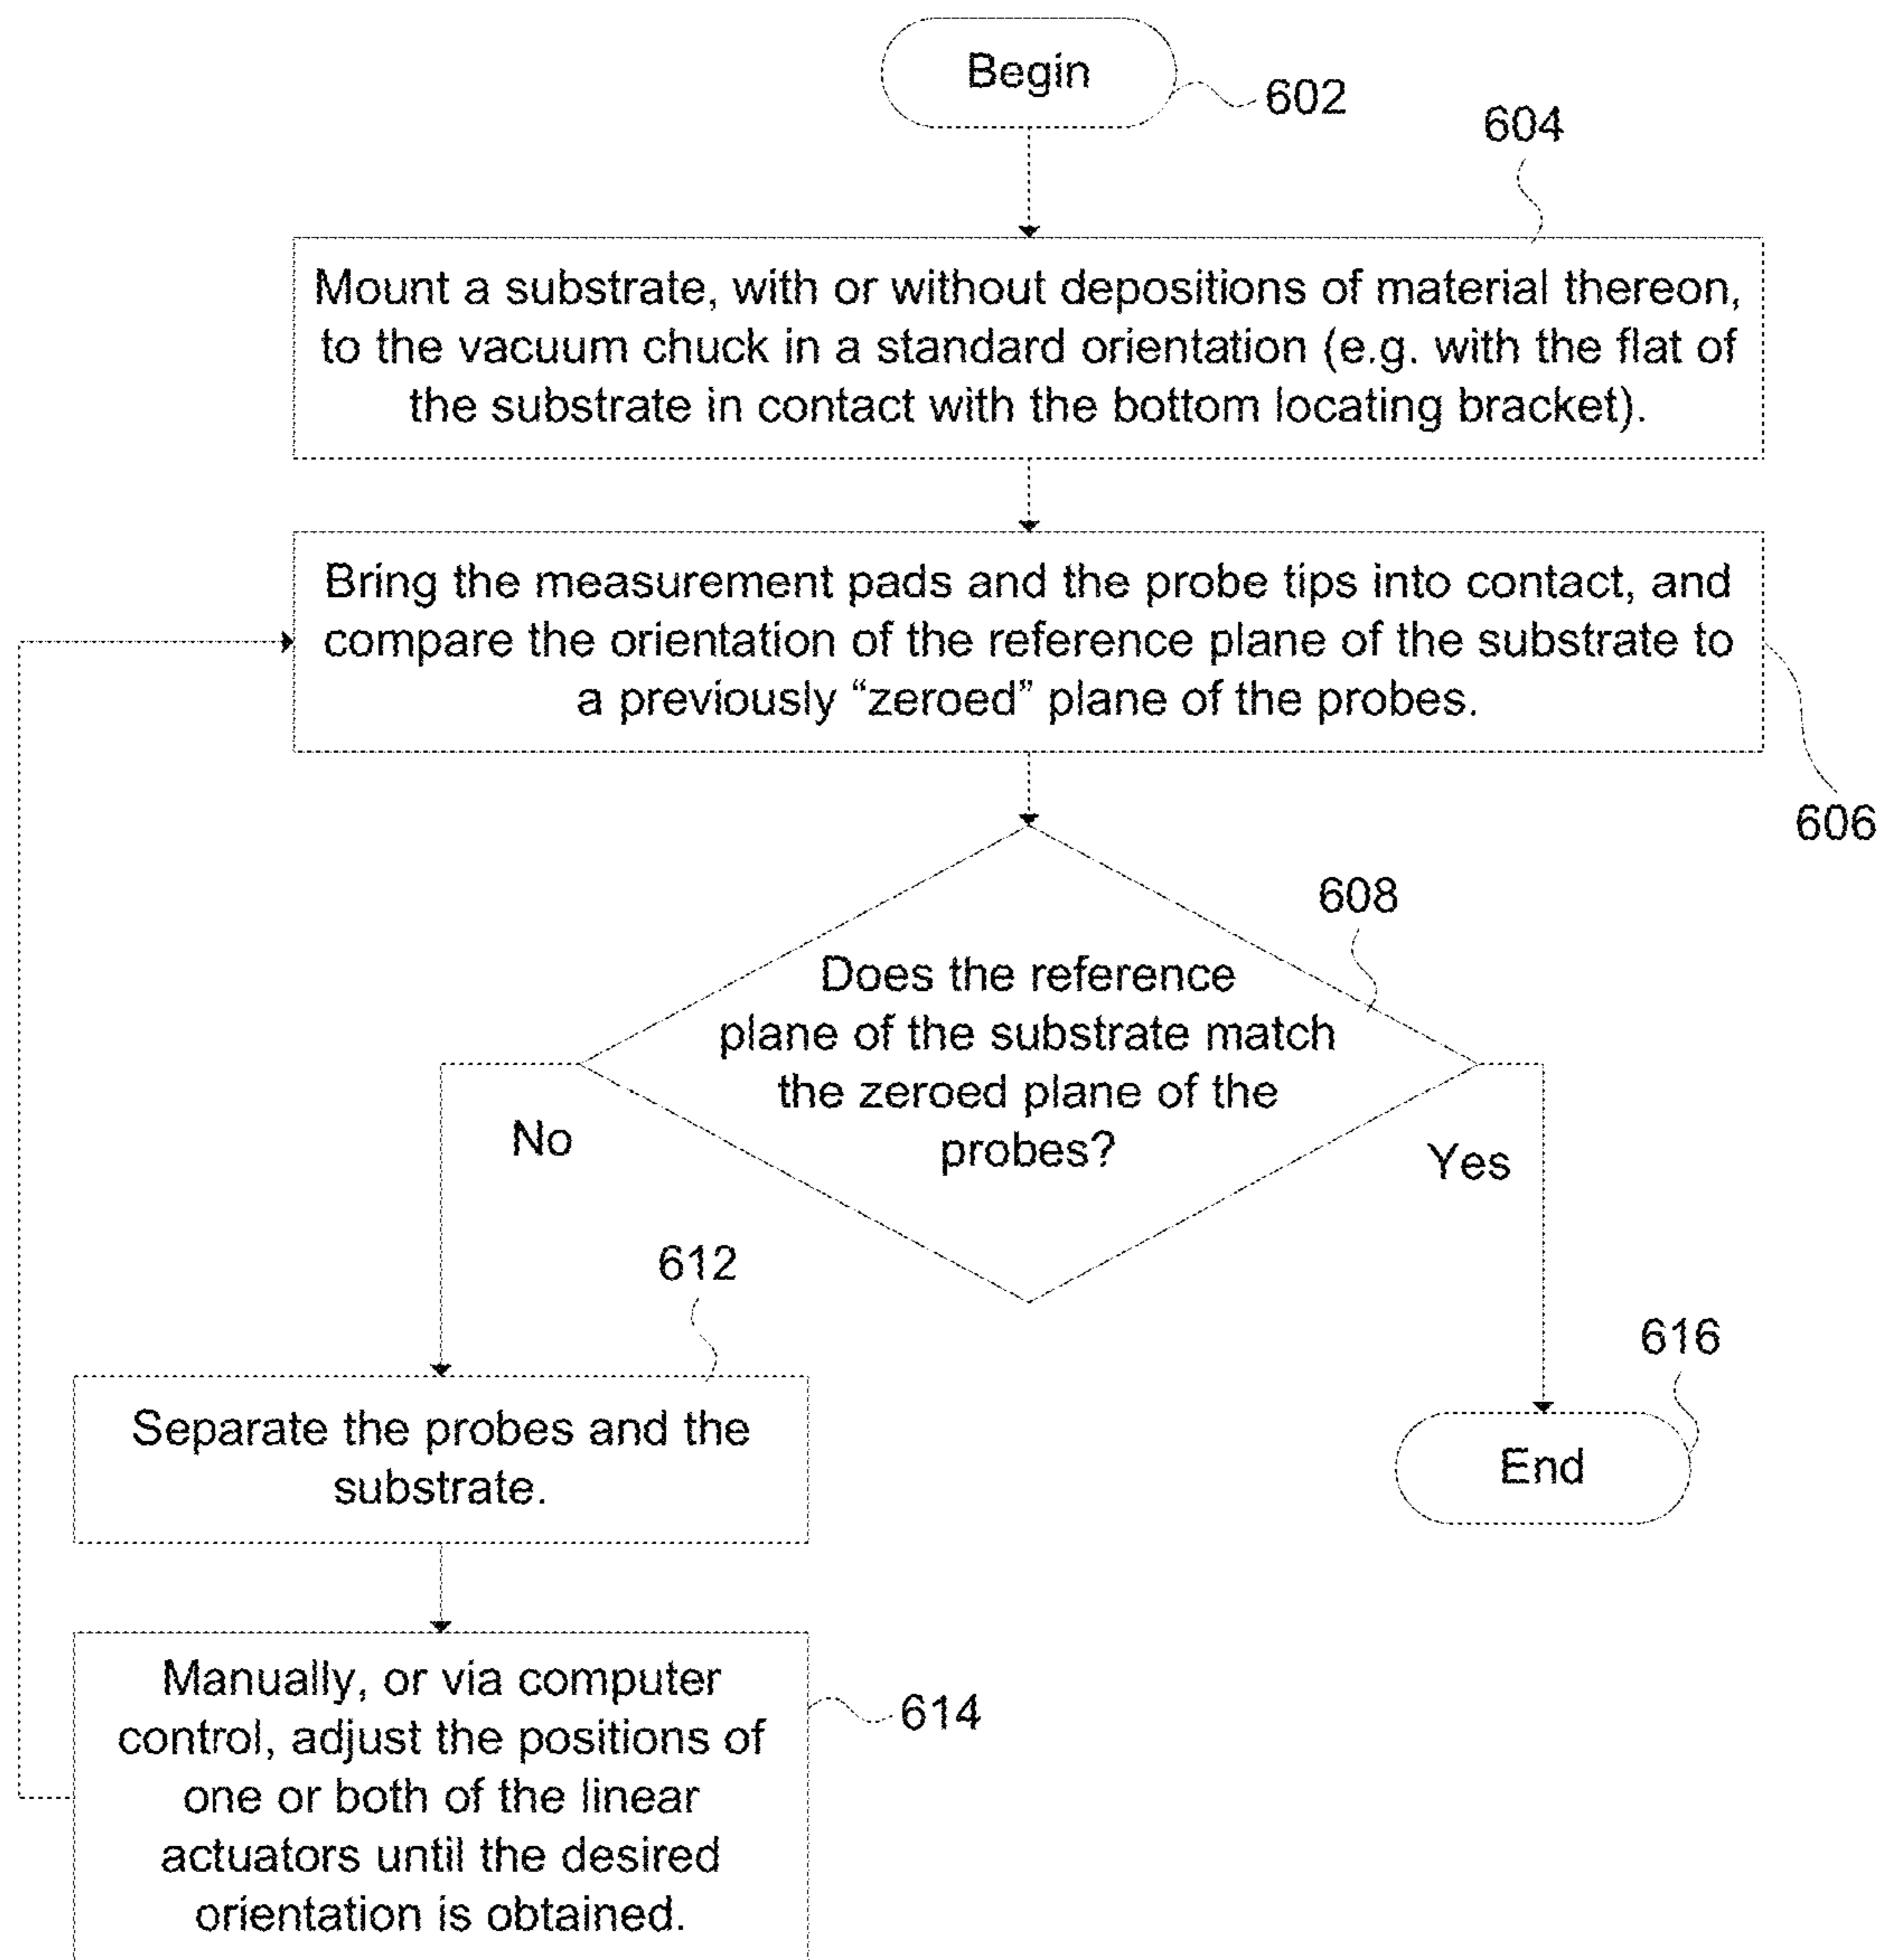 Begin
602
604
Mount a substrate, with or without depositions of material thereon,
to the vacuum chuck in a standard orientation (e.g. with the flat of
the substrate in contact with the bottom locating bracket).
Bring the measurement pads and the probe tips into contact, and
compare the orientation of the reference plane of the substrate to
a previously “zeroed” plane of the probes.
606
608
Does the reference
plane of the substrate match
the zeroed plane of the
probes?
No
Yes
612
Separate the probes and the
substrate.
616
End
Manually, or via computer
control, adjust the positions of
one or both of the linear
actuators until the desired
orientation is obtained.
614